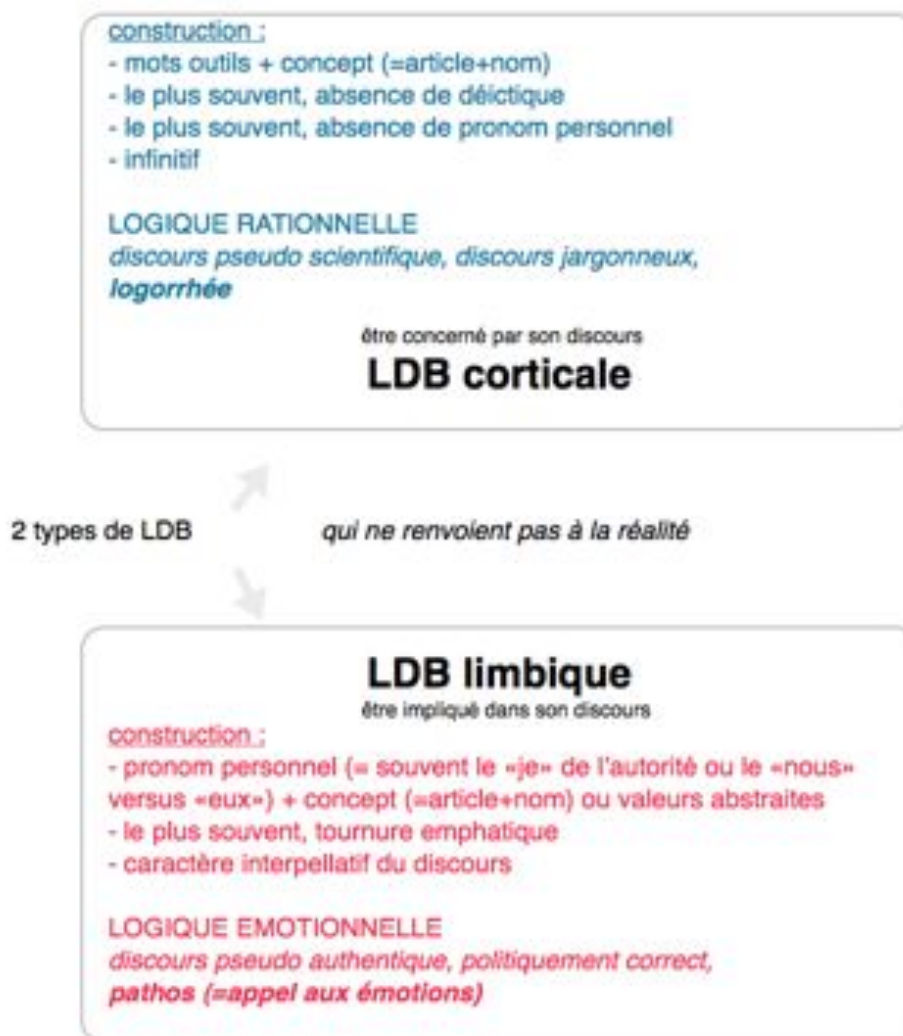 construction :
- mots outils + concept (=article+nom)
- le plus souvent, absence de déictique
- le plus souvent, absence de pronom personnel
- infinitif
LOGIQUE RATIONNELLE
discours pseudo scientifique, discours jargonneux,
logorrhée
être concerné par son discours
LDB corticale
2 types de LDB
qui ne renvoient pas à la réalité
LDB limbique
être impliqué dans son discours
construction :
- pronom personnel (= souvent le «je» de l'autorité ou le «nous»
versus «eux») + concept (=article+nom) ou valeurs abstraites
- le plus souvent, tournure emphatique
- caractère interpellatif du discours
LOGIQUE EMOTIONNELLE
discours pseudo authentique, politiquement correct,
pathos (=appel aux émotions)